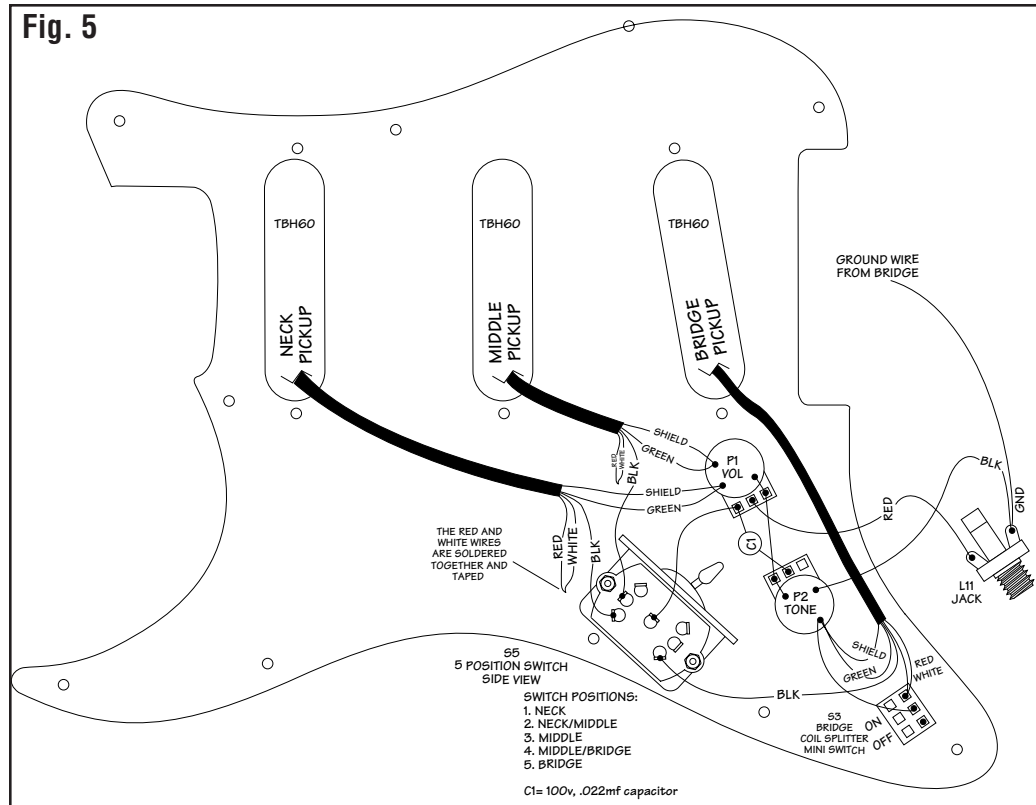 Fig. 5
TBH60
TBH60
TBH60
NECK
PICKUP
MIDDLE
PICKUP
BRIDGE
PICKUP
GROUND WIRE
FROM BRIDGE
SHIELD
GREEN
RED
WHITE
BLK
P1
VOL
SHIELD
GREEN
RED
WHITE
BLK
THE RED AND
WHITE WIRES
ARE SOLDERED
TOGETHER AND
TAPED
C1
RED
BLK
GND
L11
JACK
P2
TONE
SHIELD
GREEN
RED
WHITE
BLK
S5
5 POSITION SWITCH
SIDE VIEW
SWITCH POSITIONS:
1. NECK
2. NECK/MIDDLE
3. MIDDLE
4. MIDDLE/BRIDGE
5. BRIDGE
C1= 100v, .022mf capacitor
ON
OFF
S3
BRIDGE
COIL SPLITTER
MINI SWITCH